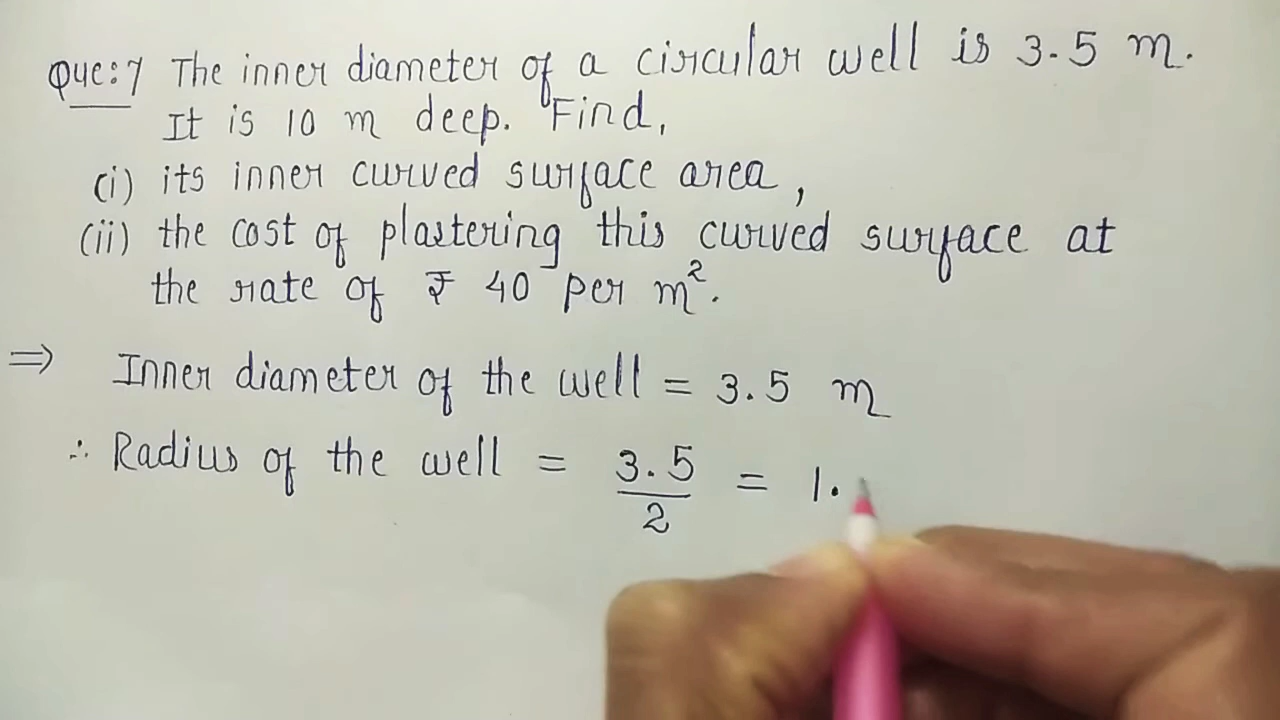 Que:7 The inner diameter of a circular well is 3.5 m.
It is 10 m deep. Find,
(i) its inner curved surface area,
(ii) the cost of plastering this curved surface at
the rate of ₹ 40 per m².
⇒ Inner diameter of the well = 3.5 m
∴ Radius of the well = 3.5/2 = 1.